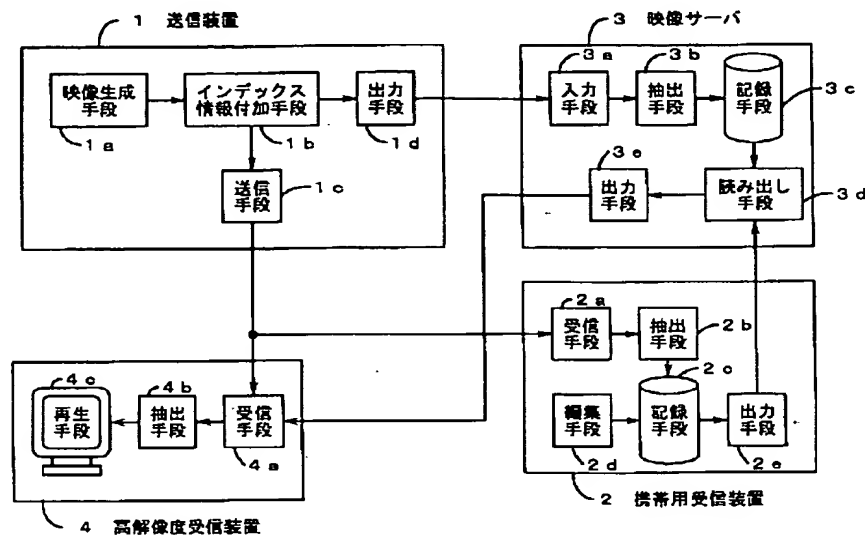 1 送信装置
映像生成
手段
1a
インデックス
情報付加手段
1b
出力
手段
1d
送信
手段
1c
3 映像サーバ
3a
入力
手段
3b
抽出
手段
記録
手段
3c
3e
出力
手段
読み出し
手段
3d
2a
受信
手段
抽出
手段
2b
2c
編集
手段
2d
記録
手段
出力
手段
2e
2 携帯用受信装置
4c
再生
手段
4b
抽出
手段
受信
手段
4a
4 高解像度受信装置